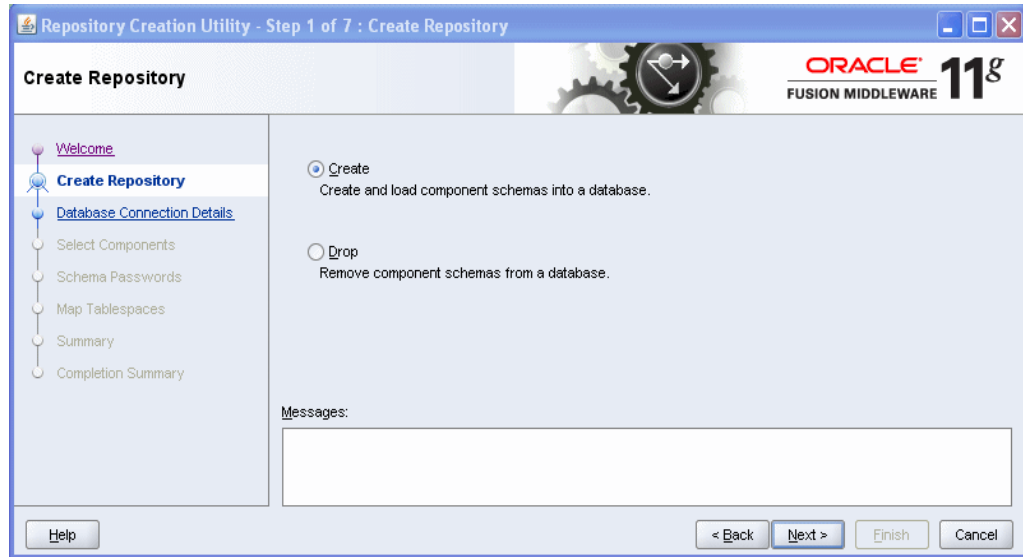 Repository Creation Utility - Step 1 of 7 : Create Repository
Create Repository
ORACLE
FUSION MIDDLEWARE
11g
Welcome
Create Repository
Database Connection Details
Select Components
Schema Passwords
Map Tablespaces
Summary
Completion Summary
Create
Create and load component schemas into a database.
Drop
Remove component schemas from a database.
Messages:
Help
< Back
Next >
Finish
Cancel